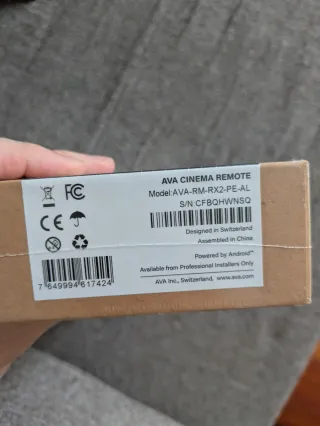 AVA CINEMA REMOTE
Model:AVA-RM-RX2-PE-AL
S/N:CFBQHWNSQ
FC
CE
Designed in Switzerland
Assembled in China
Powered by Android™
Available from Professional Installers Only
AVA Inc., Switzerland, www.ava.com
7 649994 617424